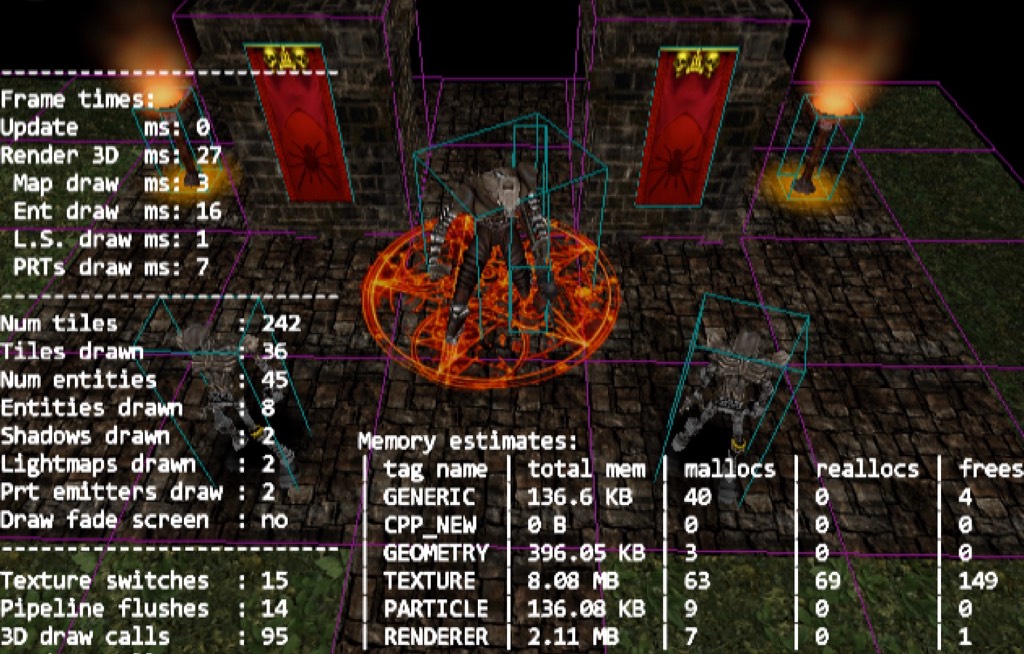 Frame times:
Update ms: 0
Render 3D ms: 27
Map draw ms: 3
Ent draw ms: 16
L.S. draw ms: 1
PRTs draw ms: 7
Num tiles : 242
Tiles drawn : 36
Num entities : 45
Entities drawn : 8
Shadows drawn : 2
Lightmaps drawn : 2
Prt emitters draw : 2
Draw fade screen : no
Texture switches : 15
Pipeline flushes : 14
3D draw calls : 95
Memory estimates:
| tag name | total mem | mallocs | reallocs | frees
| GENERIC | 136.6 KB | 40 | 0 | 4
| CPP_NEW | 0 B | 0 | 0 | 0
| GEOMETRY | 396.05 KB | 3 | 0 | 0
| TEXTURE | 8.08 MB | 63 | 69 | 149
| PARTICLE | 136.08 KB | 9 | 0 | 0
| RENDERER | 2.11 MB | 7 | 0 | 1